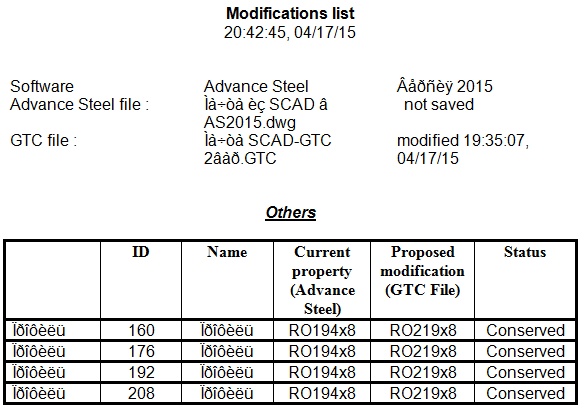 Modifications list
20:42:45, 04/17/15
Software Advance Steel Âåðñèÿ 2015
Advance Steel file : Ìà÷òà èç SCAD â not saved
AS2015.dwg
GTC file : Ìà÷òà SCAD-GTC modified 19:35:07,
2âàð.GTC 04/17/15
Others
ID Name Current Proposed Status
property modification
(Advance (GTC File)
Steel)
Ïðîôèëü 160 Ïðîôèëü RO194x8 RO219x8 Conserved
Ïðîôèëü 176 Ïðîôèëü RO194x8 RO219x8 Conserved
Ïðîôèëü 192 Ïðîôèëü RO194x8 RO219x8 Conserved
Ïðîôèëü 208 Ïðîôèëü RO194x8 RO219x8 Conserved